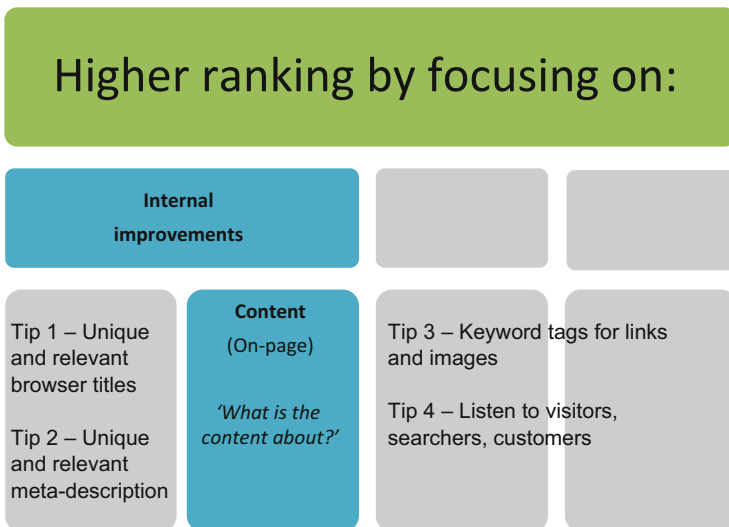 Higher ranking by focusing on:
Internal
improvements
Tip 1 – Unique
and relevant
browser titles
Tip 2 – Unique
and relevant
meta-description
Content
(On-page)
‘What is the
content about?’
Tip 3 – Keyword tags for links
and images
Tip 4 – Listen to visitors,
searchers, customers